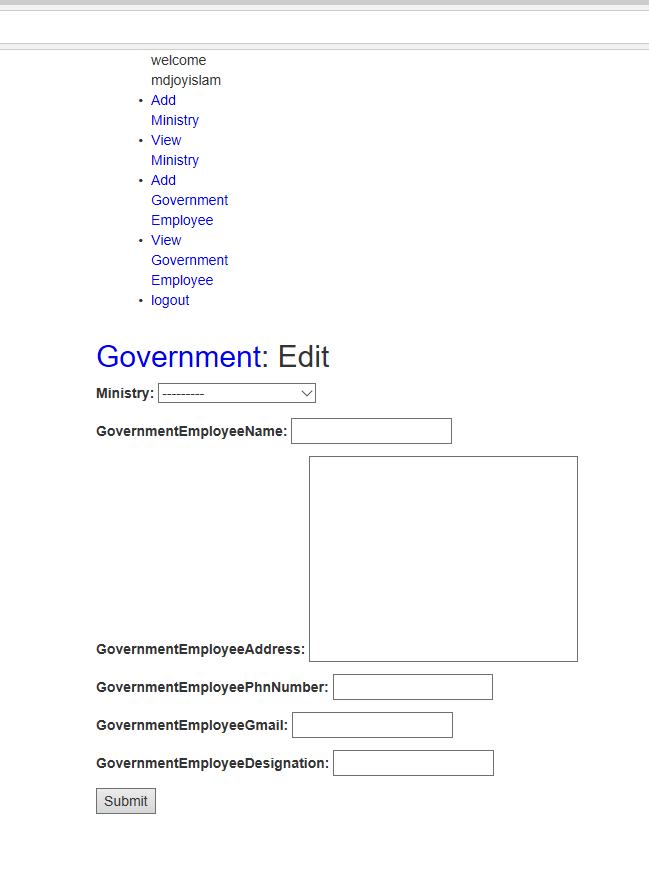 welcome
mdjoyislam
• Add
Ministry
• View
Ministry
• Add
Government
Employee
• View
Government
Employee
• logout
Government: Edit
Ministry: ---------
GovernmentEmployeeName:
GovernmentEmployeeAddress:
GovernmentEmployeePhnNumber:
GovernmentEmployeeGmail:
GovernmentEmployeeDesignation:
Submit